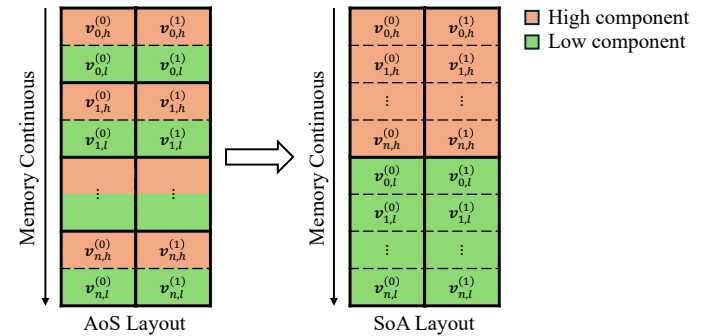 Memory Continuous
v_{0,h}^{(0)} v_{0,h}^{(1)}
v_{0,l}^{(0)} v_{0,l}^{(1)}
v_{1,h}^{(0)} v_{1,h}^{(1)}
v_{1,l}^{(0)} v_{1,l}^{(1)}
⋮ ⋮
v_{n,h}^{(0)} v_{n,h}^{(1)}
v_{n,l}^{(0)} v_{n,l}^{(1)}
AoS Layout
Memory Continuous
v_{0,h}^{(0)} v_{0,h}^{(1)}
v_{1,h}^{(0)} v_{1,h}^{(1)}
⋮ ⋮
v_{n,h}^{(0)} v_{n,h}^{(1)}
v_{0,l}^{(0)} v_{0,l}^{(1)}
v_{1,l}^{(0)} v_{1,l}^{(1)}
⋮ ⋮
v_{n,l}^{(0)} v_{n,l}^{(1)}
SoA Layout
High component
Low component